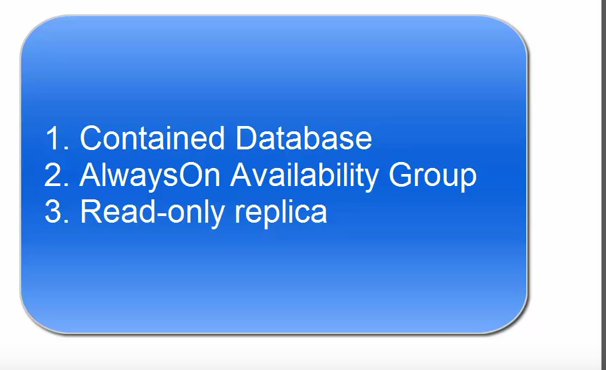 1. Contained Database
2. AlwaysOn Availability Group
3. Read-only replica